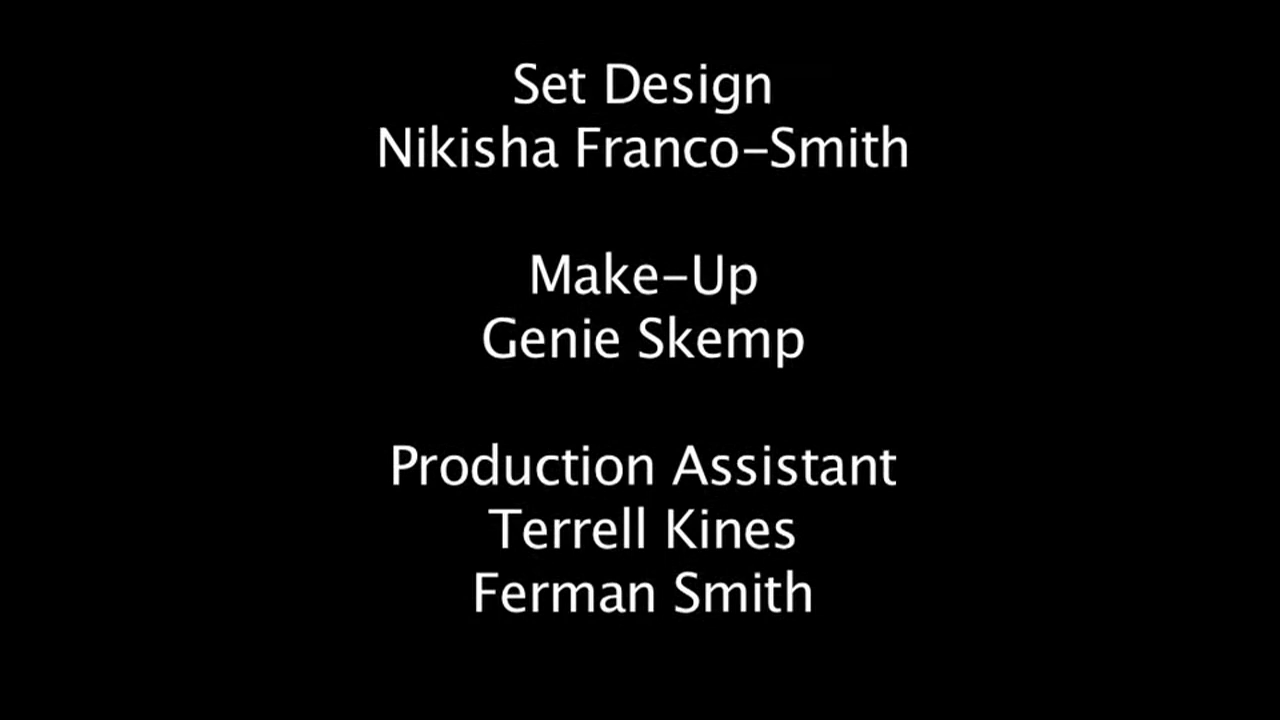 Set Design
Nikisha Franco-Smith
Make-Up
Genie Skemp
Production Assistant
Terrell Kines
Ferman Smith